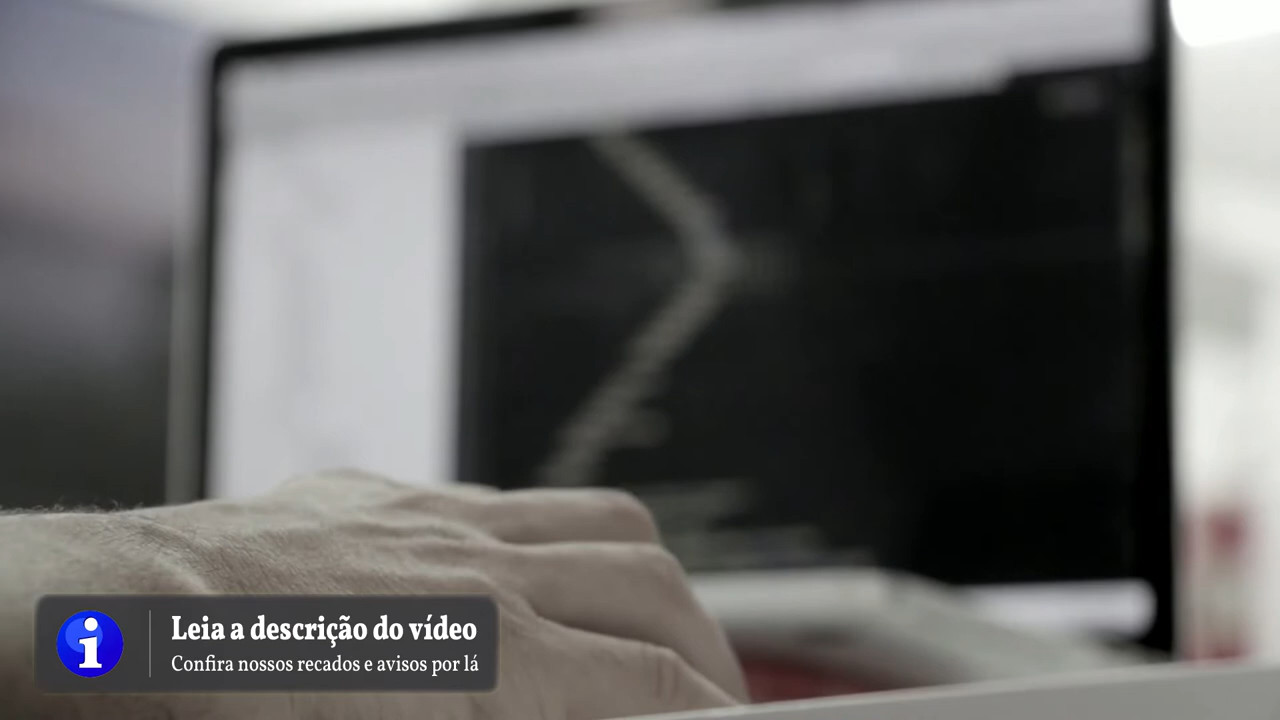 Leia a descrição do vídeo
Confira nossos recados e avisos por lá